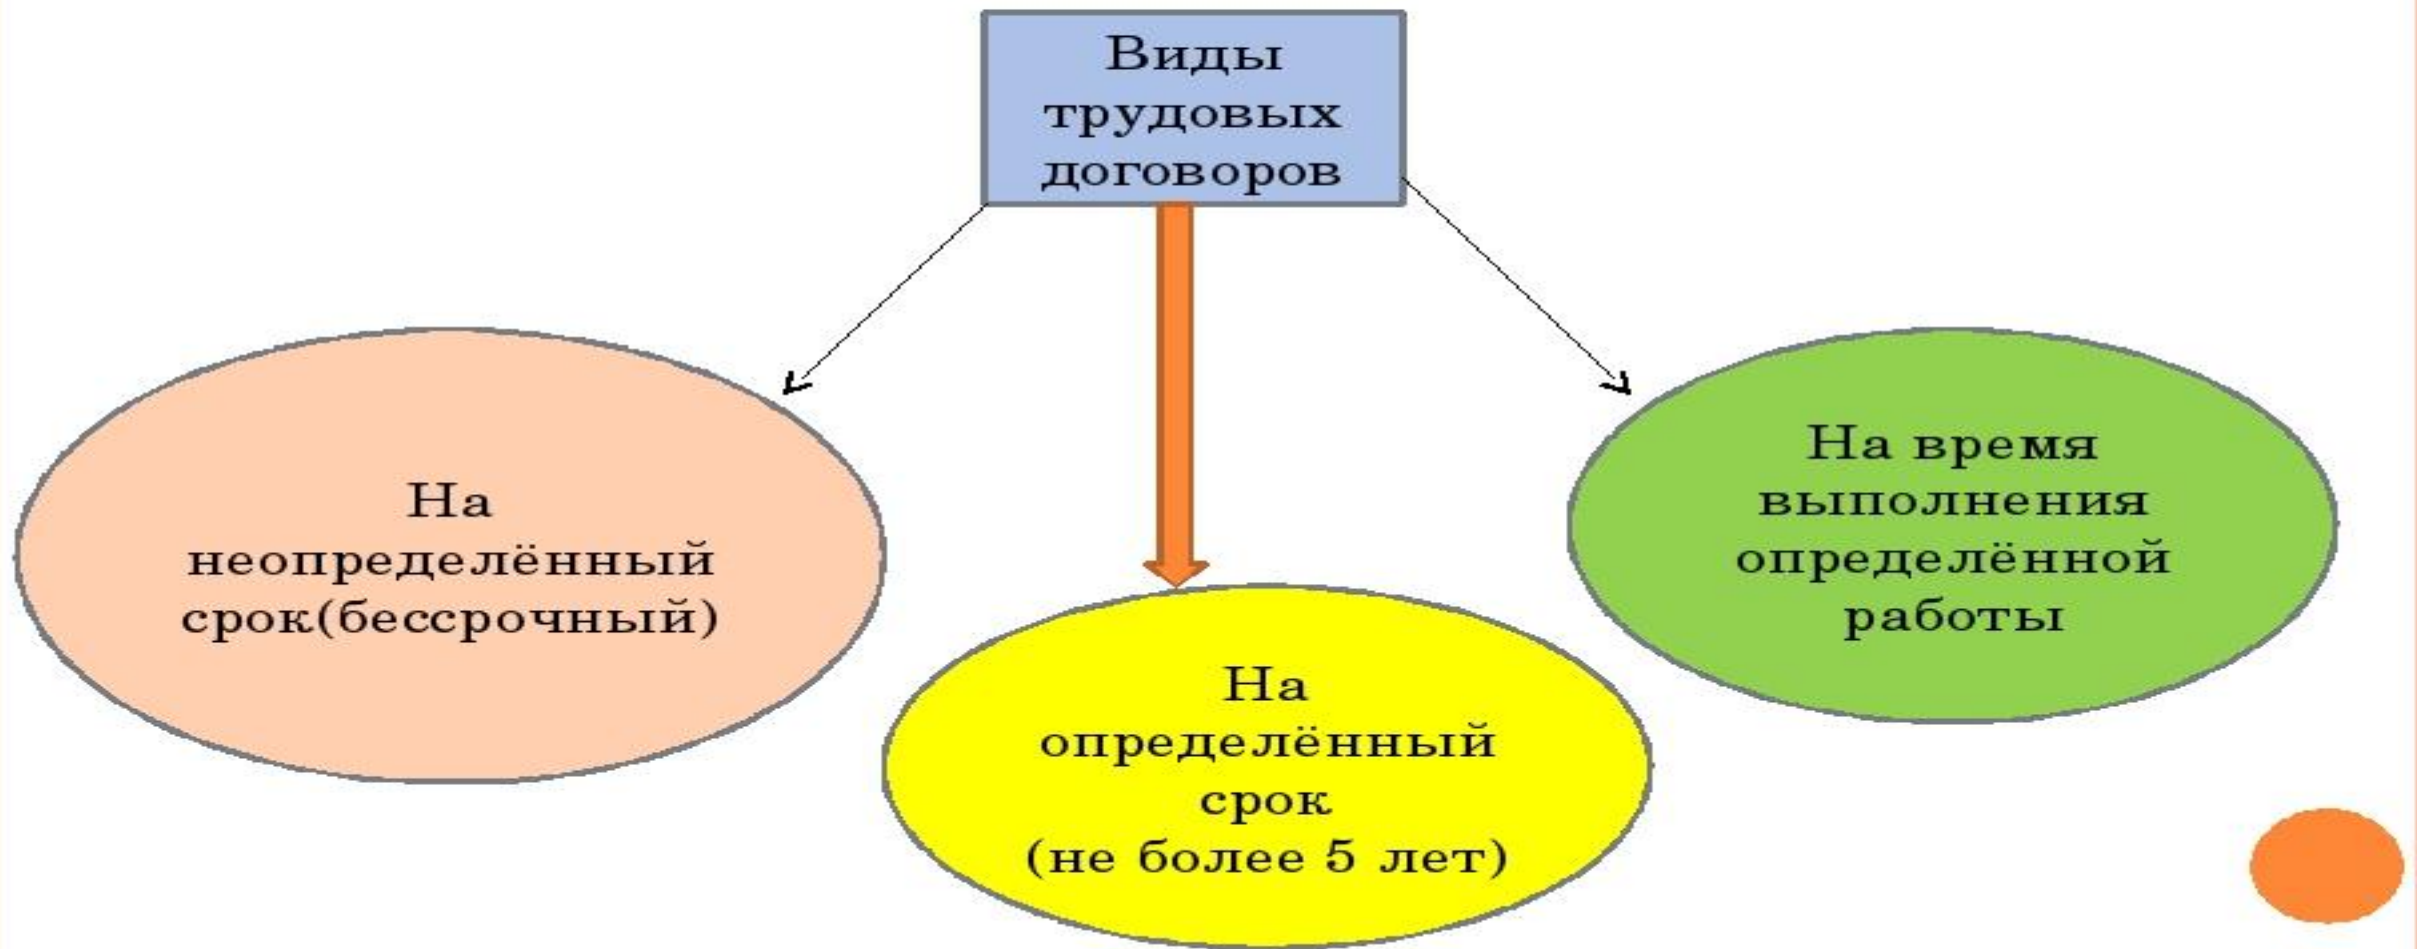 Виды
трудовых
договоров
На
неопределённый
срок(бессрочный)
На
определённый
срок
(не более 5 лет)
На время
выполнения
определённой
работы